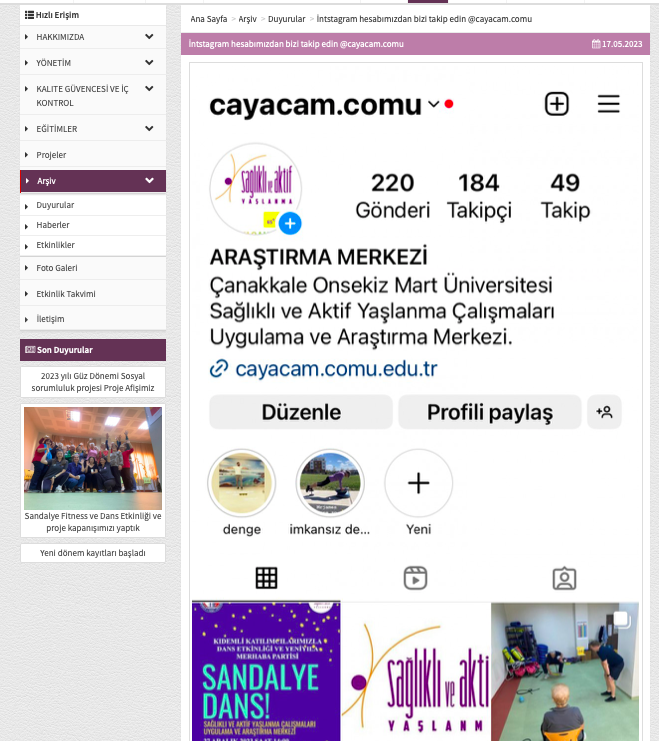 Hızlı Erişim
HAKKIMIZDA
YÖNETİM
KALİTE GÜVENCESİ VE İÇ
KONTROL
EĞİTİMLER
Projeler
Arşiv
Duyurular
Haberler
Etkinlikler
Foto Galeri
Etkinlik Takvimi
İletişim
Son Duyurular
2023 yılı Güz Dönemi Sosyal
sorumluluk projesi Proje Afişimiz
Sandalye Fitness ve Dans Etkinliği ve
proje kapanışımızı yaptık
Yeni dönem kayıtları başladı
Ana Sayfa > Arşiv > Duyurular > İntstagram hesabımızdan bizi takip edin @cayacam.comu
İntstagram hesabımızdan bizi takip edin @cayacam.comu 17.05.2023
cayacam.comu
sağlıklı ve aktif
YAŞLANMA
220 184 49
Gönderi Takipçi Takip
ARAŞTIRMA MERKEZİ
Çanakkale Onsekiz Mart Üniversitesi
Sağlıklı ve Aktif Yaşlanma Çalışmaları
Uygulama ve Araştırma Merkezi.
cayacam.comu.edu.tr
Düzenle Profili paylaş
denge imkansız de... Yeni
KIDEMLİ KATILIMCILARIMIZLA
DANS ETKİNLİĞİ VE YENİ YILA
MERHABA PARTİSİ
SANDALYE
DANS!
SAĞLIKLI VE AKTİF YAŞLANMA ÇALIŞMALARI
UYGULAMA VE ARAŞTIRMA MERKEZİ
sağlıklı ve akti
YAŞLANM